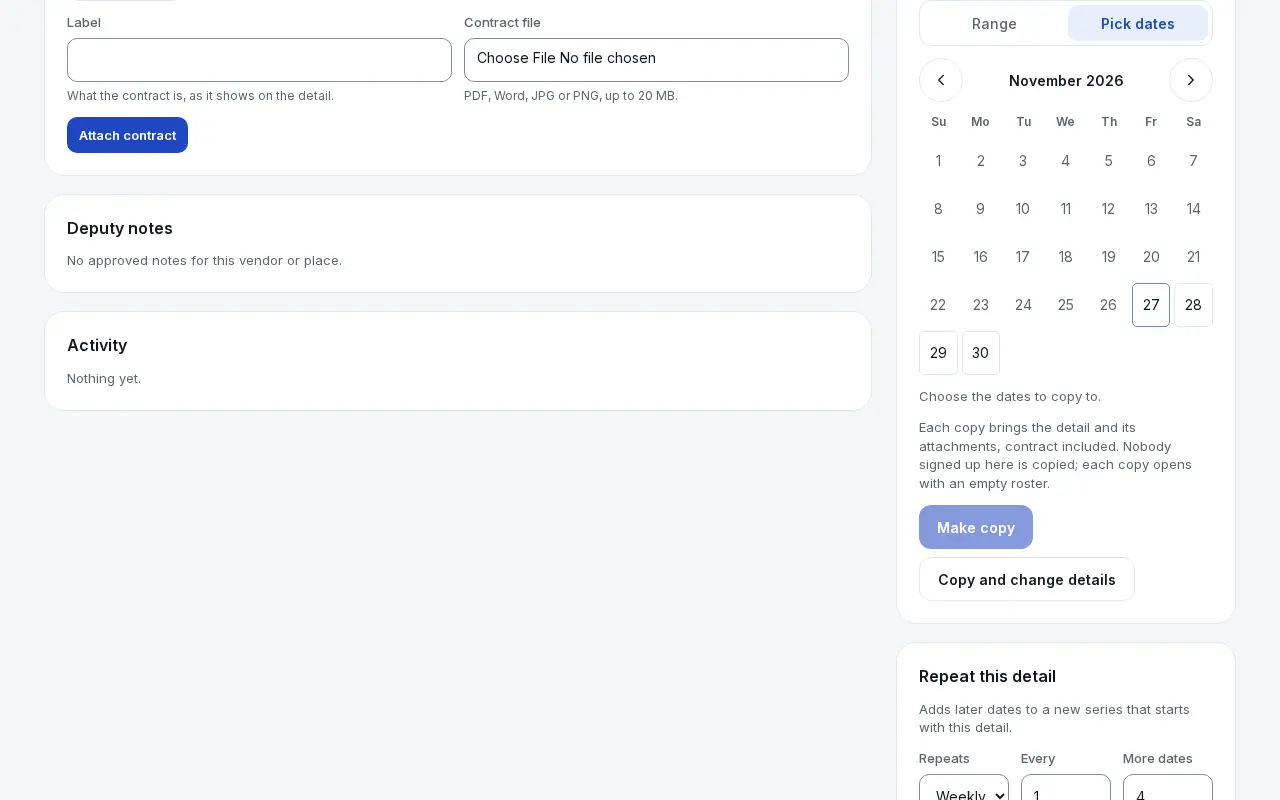 Label
Contract file
Choose File No file chosen
What the contract is, as it shows on the detail.
PDF, Word, JPG or PNG, up to 20 MB.
Attach contract
Deputy notes
No approved notes for this vendor or place.
Activity
Nothing yet.
Range
Pick dates
November 2026
Su Mo Tu We Th Fr Sa
1 2 3 4 5 6 7
8 9 10 11 12 13 14
15 16 17 18 19 20 21
22 23 24 25 26 27 28
29 30
Choose the dates to copy to.
Each copy brings the detail and its
attachments, contract included. Nobody
signed up here is copied; each copy opens
with an empty roster.
Make copy
Copy and change details
Repeat this detail
Adds later dates to a new series that starts
with this detail.
Repeats Every More dates
Weekly 1 4